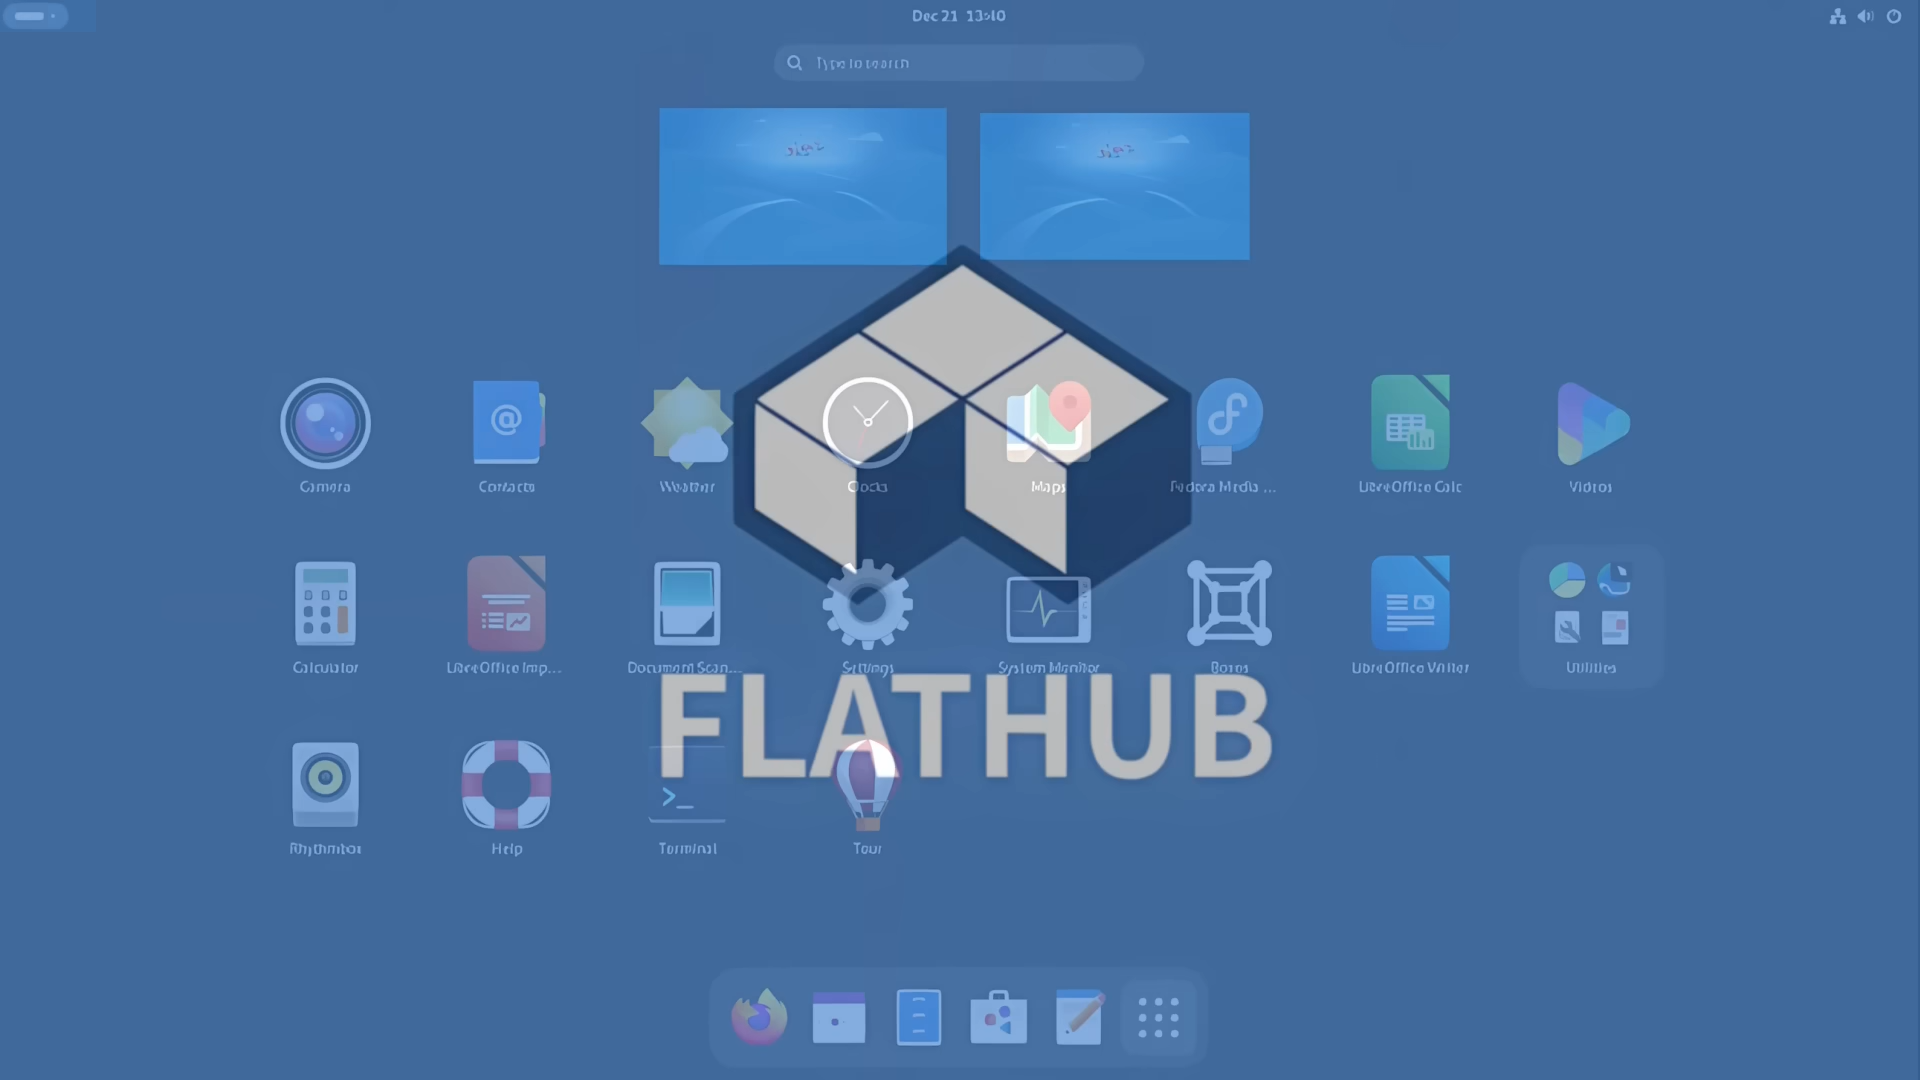 Dec 21 13:40
Type to search
Camera
Contacts
Weather
Clocks
Maps
Fedora Media ...
LibreOffice Calc
Videos
Calculator
LibreOffice Imp...
Document Scan...
Settings
System Monitor
Boxes
LibreOffice Writer
Utilities
FLATHUB
Rhythmbox
Help
Terminal
Tour